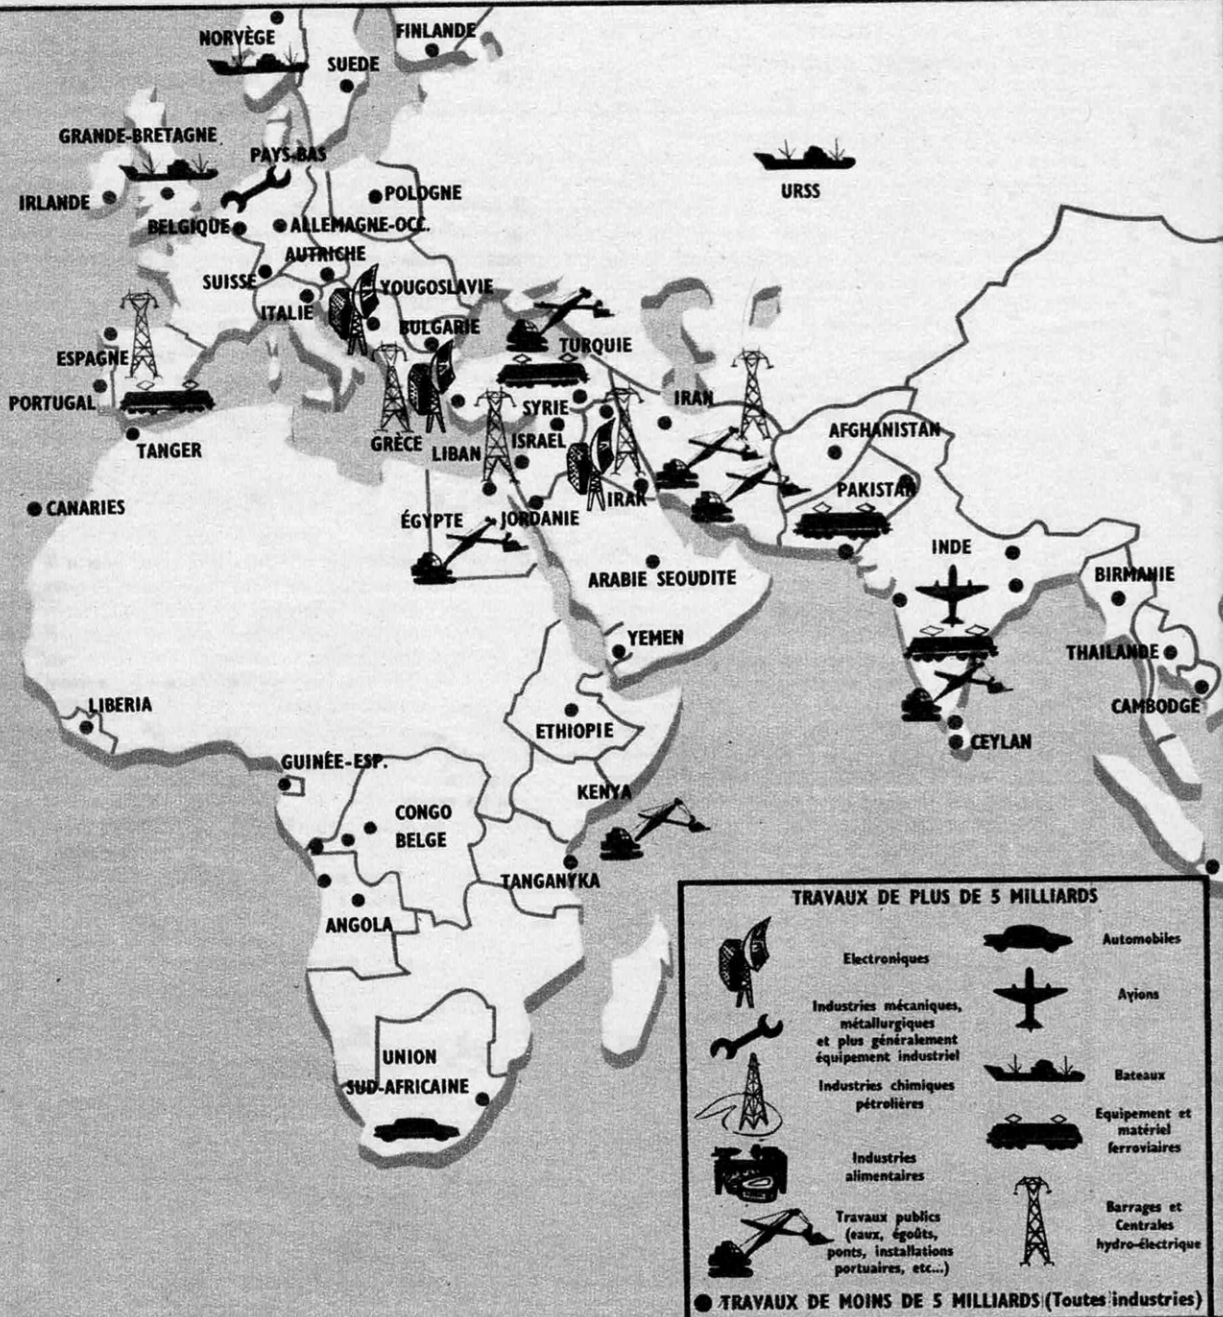 NORVÈGE
FINLANDE
SUEDE
GRANDE-BRETAGNE
PAYS-BAS
URSS
IRLANDE
POLOGNE
BELGIQUE
ALLEMAGNE-OCC.
AUTRICHE
SUISSE
YOUGOSLAVIE
ITALIE
BULGARIE
ESPAGNE
TURQUIE
PORTUGAL
SYRIE
IRAN
TANGER
GRÈCE
LIBAN
ISRAEL
AFGHANISTAN
CANARIES
IRAK
PAKISTAN
ÉGYPTE
JORDANIE
INDE
ARABIE SEOUDITE
BIRMANIE
YEMEN
THAILANDE
LIBERIA
CAMBODGE
ETHIOPIE
CEYLAN
GUINÉE-ESP.
KENYA
CONGO
BELGE
TANGANYKA
ANGOLA
UNION
SUD-AFRICAINE
TRAVAUX DE PLUS DE 5 MILLIARDS
Electroniques
Industries mécaniques,
métallurgiques
et plus généralement
équipement industriel
Industries chimiques
pétrolières
Industries
alimentaires
Travaux publics
(eaux, égoûts,
ponts, installations
portuaires, etc...)
Automobiles
Avions
Bateaux
Equipement et
matériel
ferroviaires
Barrages et
Centrales
hydro-électrique
TRAVAUX DE MOINS DE 5 MILLIARDS (Toutes industries)